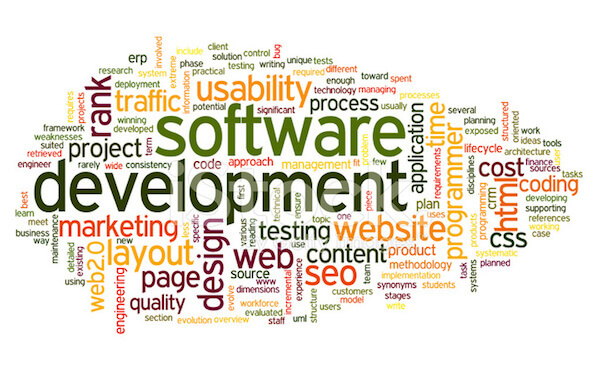 involved
erp
phase
extreme
include
client
solution
control
bug
unique
tests
research
system
practical
testing
writing
required
different
enough
toward
spent
deployment
information
usability
technology
managing
processes
requires
projects
rank
traffic
potential
significant
process
usually
time
several
planning
structured
winning
developed
software
application
programmer
exposed
oriented
work
framework
weaknesses
suited
retrieved
engineer
project
term
code
approach
management
fit
problem
few
lifecycle
ideas
tools
architecture
rarely
wide
consistency
requirements
disciplines
cost
finance
sources
users
tasks
development
first
technical
piece
plan
programming
crm
html
coding
developing
supporting
references
best
learn
meet
business
way
maintenance
marketing
less
specific
various
reading
topic
one
testing
use
website
uses
products
css
working
case
detailed
existing
using
web2.0
new
layout
design
web
content
product
methodology
systematic
planned
systems
task
engineering
page
source
www
dimensions
seo
team
implementation
synonyms
students
stages
write
quality
evolve
workforce
incremental
experience
customers
model
section
evolution
overview
evaluated
staff
uml
structure
users